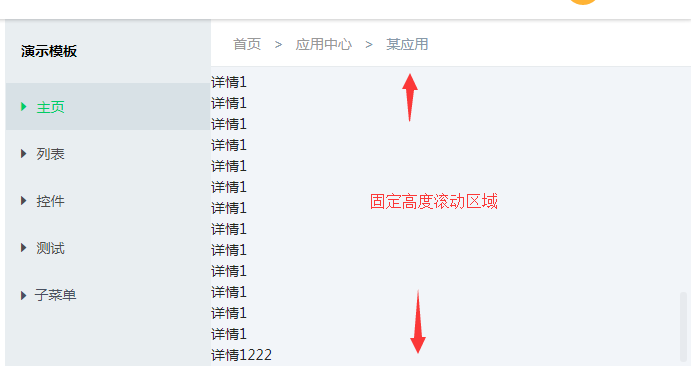 演示模板
主页
列表
控件
测试
子菜单
首页 > 应用中心 > 某应用
详情1
详情1
详情1
详情1
详情1
详情1
详情1
详情1
详情1
详情1
详情1
详情1
详情1
详情1222
固定高度滚动区域